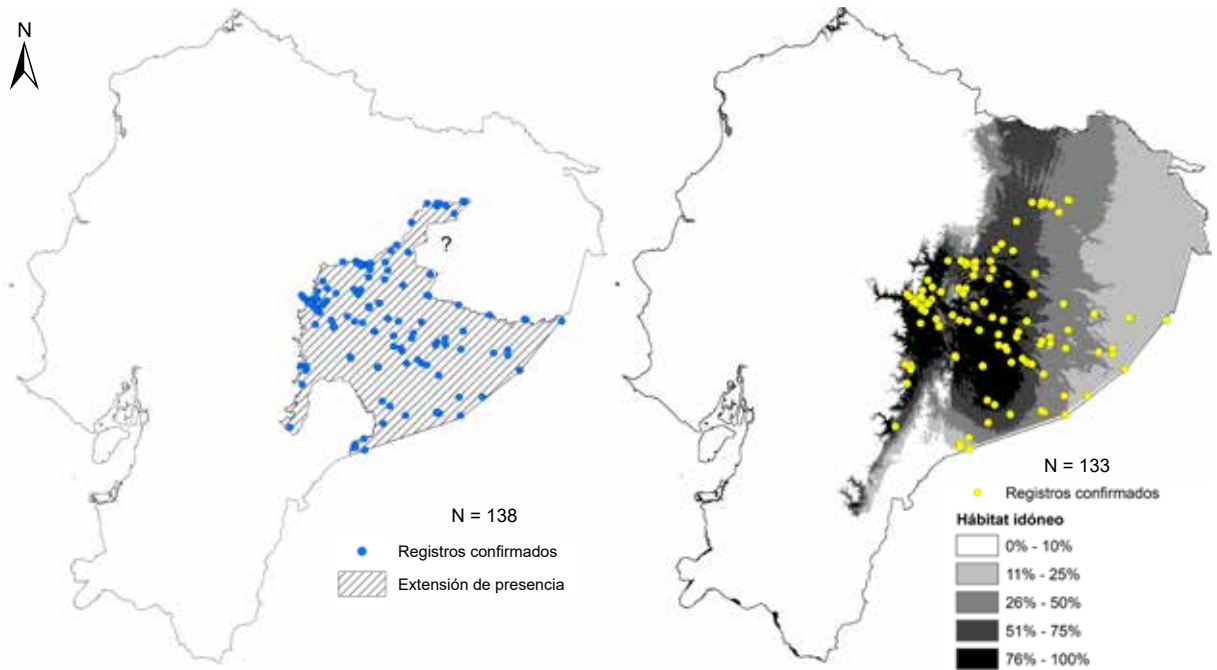 N
?
N = 138
Registros confirmados
Extensión de presencia
N = 133
Registros confirmados
Hábitat idóneo
0% - 10%
11% - 25%
26% - 50%
51% - 75%
76% - 100%